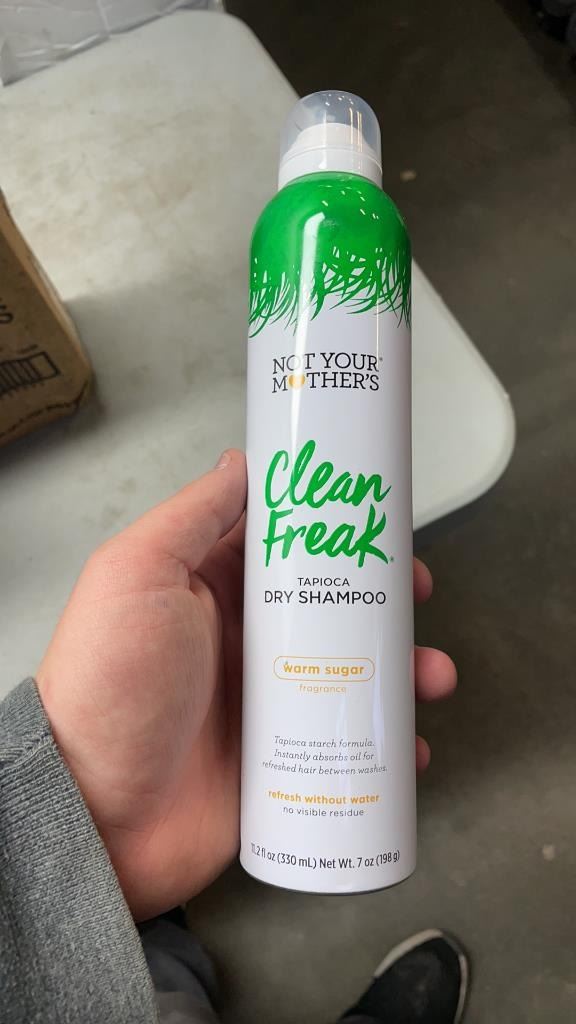 NOT YOUR®
MOTHER'S
Clean
Freak®
TAPIOCA
DRY SHAMPOO
warm sugar
fragrance
Tapioca starch formula.
Instantly absorbs oil for
refreshed hair between washes.
refresh without water
no visible residue
11.2 fl oz (330 mL) Net Wt. 7 oz (198 g)